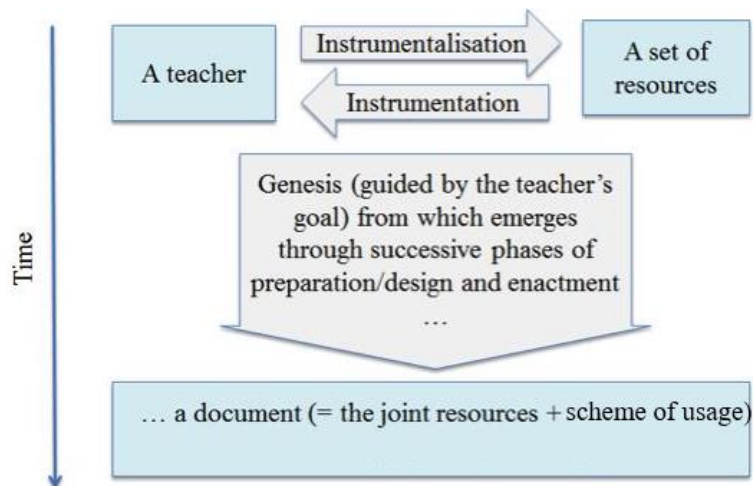 Instrumentalisation
A teacher
A set of
resources
Instrumentation
Genesis (guided by the teacher's
goal) from which emerges
through successive phases of
preparation/design and enactment
…
Time
… a document (= the joint resources + scheme of usage)